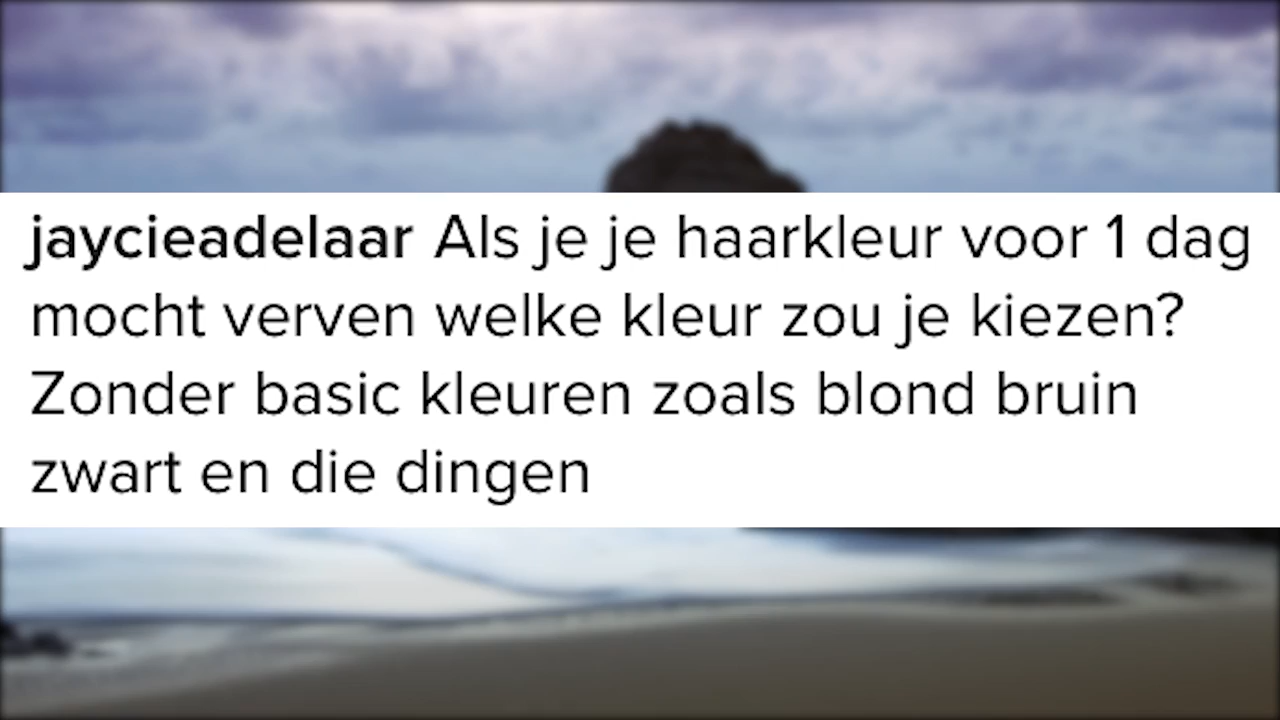 jaycieadelaar Als je je haarkleur voor 1 dag
mocht verven welke kleur zou je kiezen?
Zonder basic kleuren zoals blond bruin
zwart en die dingen